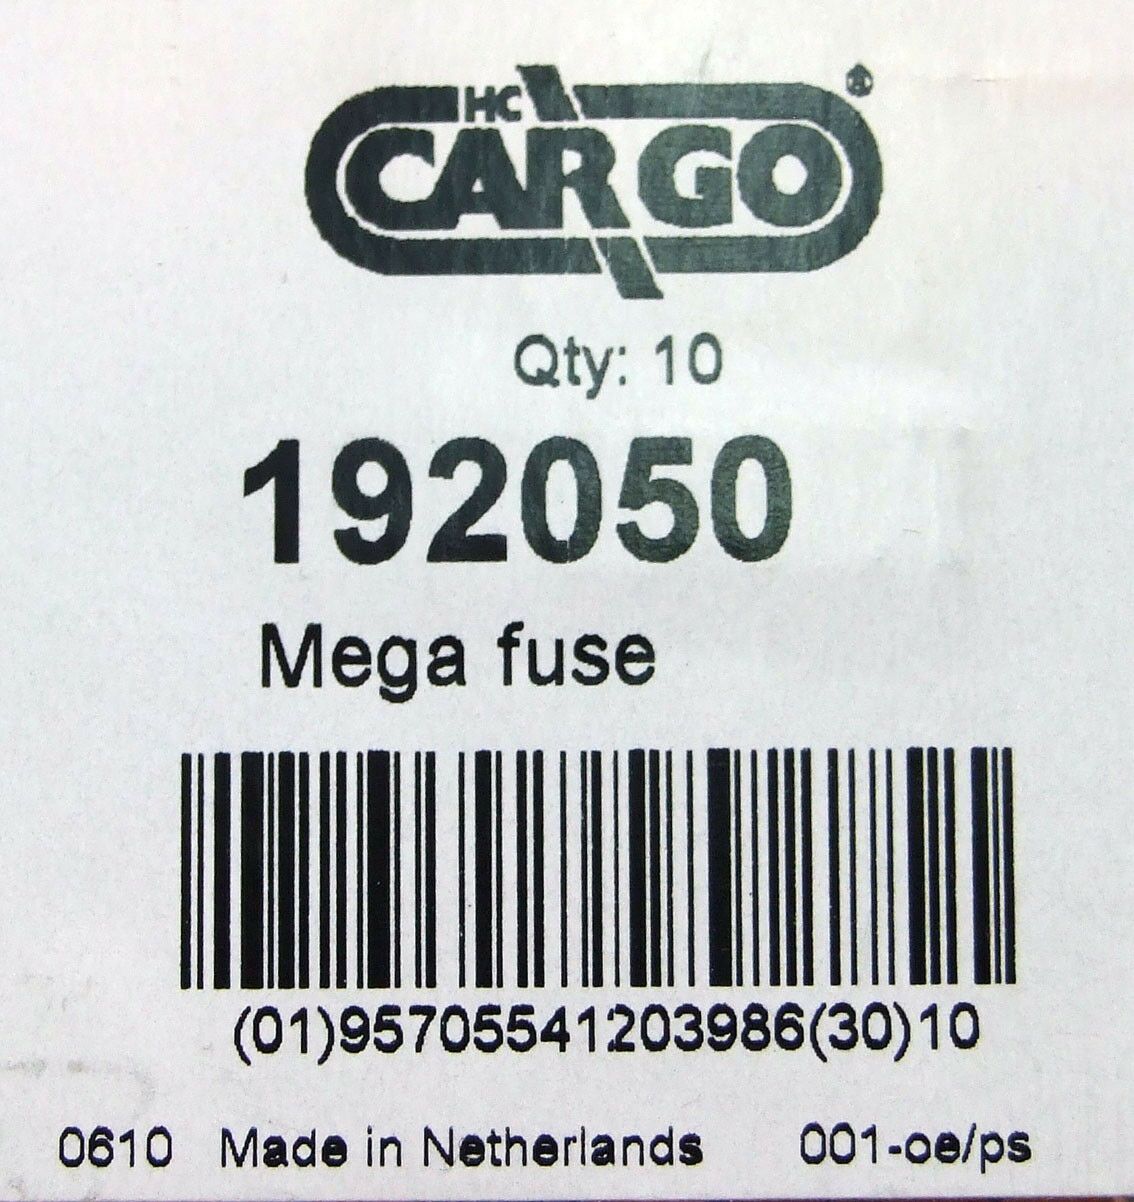 HC
CARGO®
Qty: 10
192050
Mega fuse
(01)95705541203986(30)10
0610 Made in Netherlands 001-oe/ps